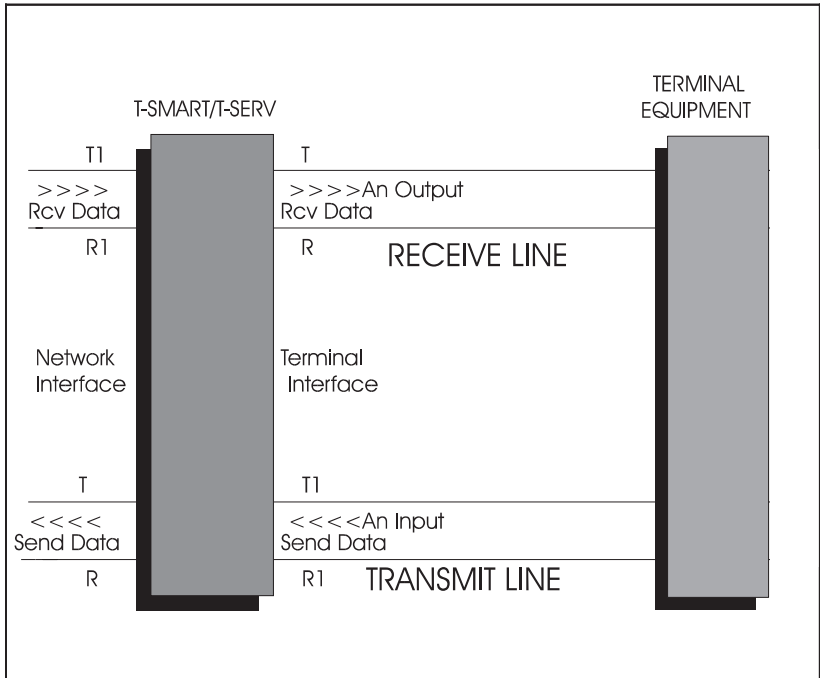 TERMINAL
EQUIPMENT
T-SMART/T-SERV
T1
T
>>>>
>>>>An Output
Rcv Data
Rcv Data
R1
R
RECEIVE LINE
Network
Interface
Terminal
Interface
T
T1
<<<<
<<<<An Input
Send Data
Send Data
R
R1
TRANSMIT LINE